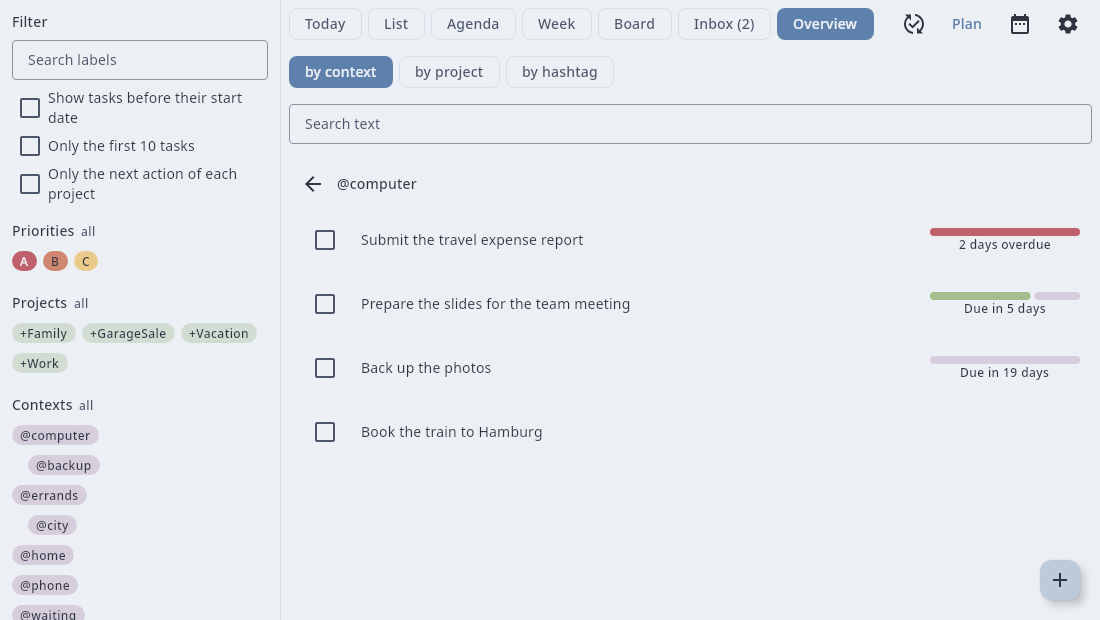 Filter
Search labels
Show tasks before their start
date
Only the first 10 tasks
Only the next action of each
project
Priorities all
A B C
Projects all
+Family +GarageSale +Vacation
+Work
Contexts all
@computer
@backup
@errands
@city
@home
@phone
@waiting
Today List Agenda Week Board Inbox (2) Overview Plan
by context by project by hashtag
Search text
@computer
Submit the travel expense report
2 days overdue
Prepare the slides for the team meeting
Due in 5 days
Back up the photos
Due in 19 days
Book the train to Hamburg